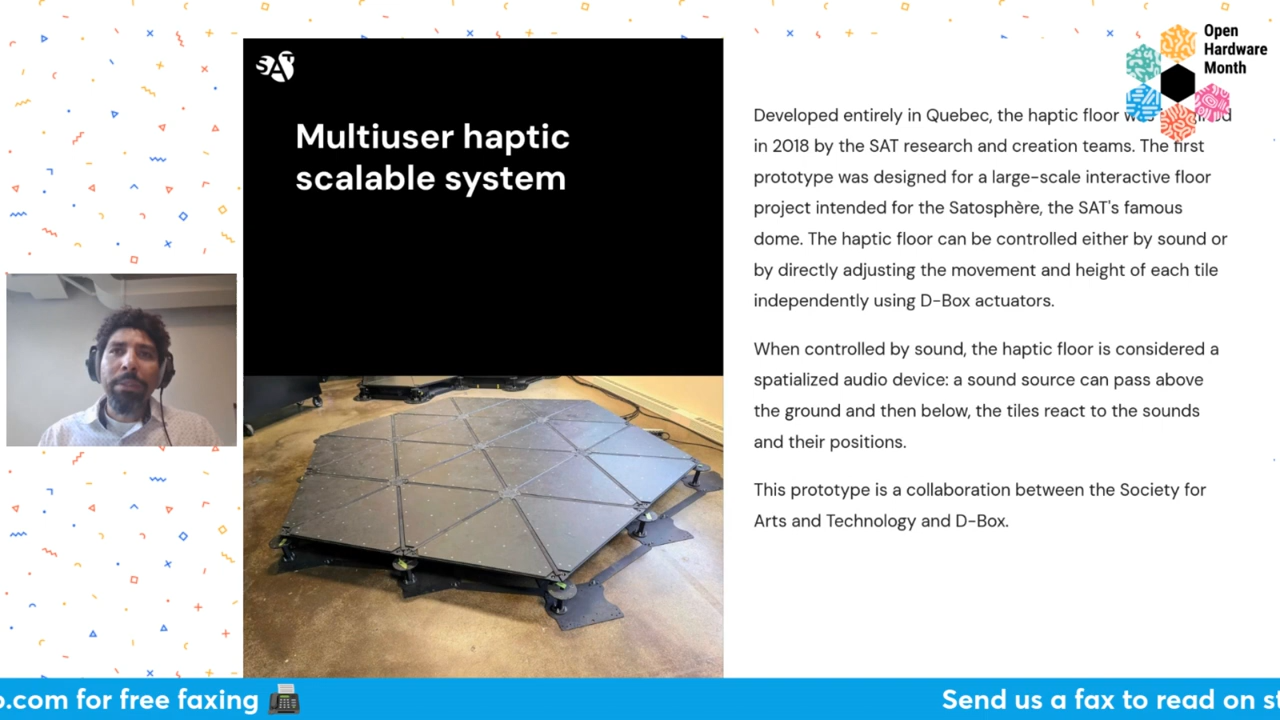 SAT
Multiuser haptic
scalable system
Open
Hardware
Month
Developed entirely in Quebec, the haptic floor
in 2018 by the SAT research and creation teams. The first
prototype was designed for a large-scale interactive floor
project intended for the Satosphère, the SAT's famous
dome. The haptic floor can be controlled either by sound or
by directly adjusting the movement and height of each tile
independently using D-Box actuators.
When controlled by sound, the haptic floor is considered a
spatialized audio device: a sound source can pass above
the ground and then below, the tiles react to the sounds
and their positions.
This prototype is a collaboration between the Society for
Arts and Technology and D-Box.
o.com for free faxing
Send us a fax to read on st